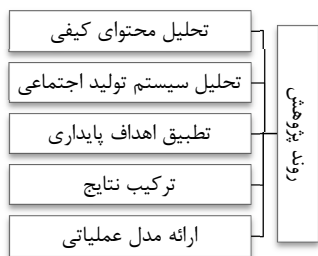 روند پژوهش
تحلیل محتوای کیفی
تحلیل سیستم تولید اجتماعی
تطبیق اهداف پایداری
ترکیب نتایج
ارائه مدل عملیاتی